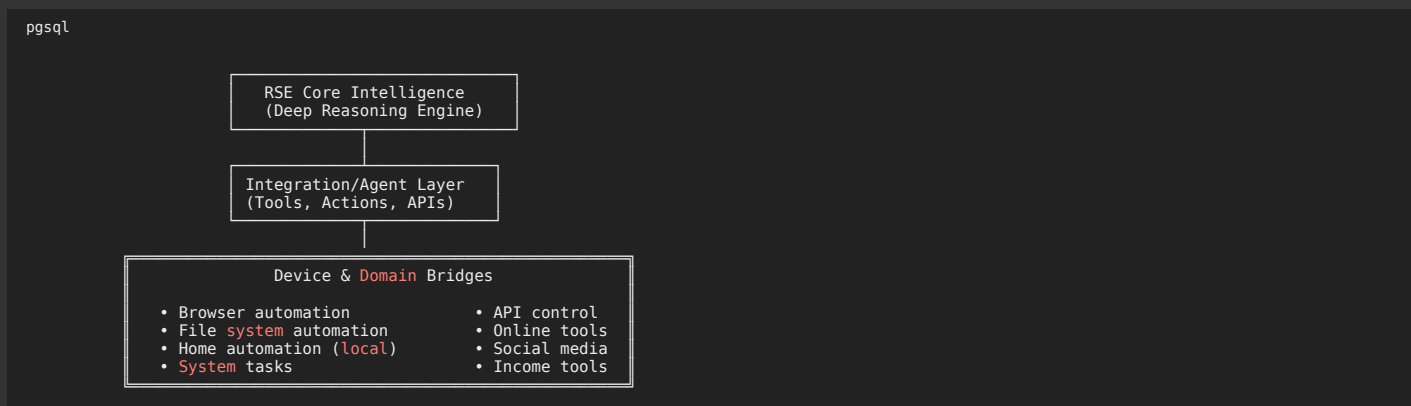 pgsql
RSE Core Intelligence
(Deep Reasoning Engine)
Integration/Agent Layer
(Tools, Actions, APIs)
Device & Domain Bridges
• Browser automation • API control
• File system automation • Online tools
• Home automation (local) • Social media
• System tasks • Income tools